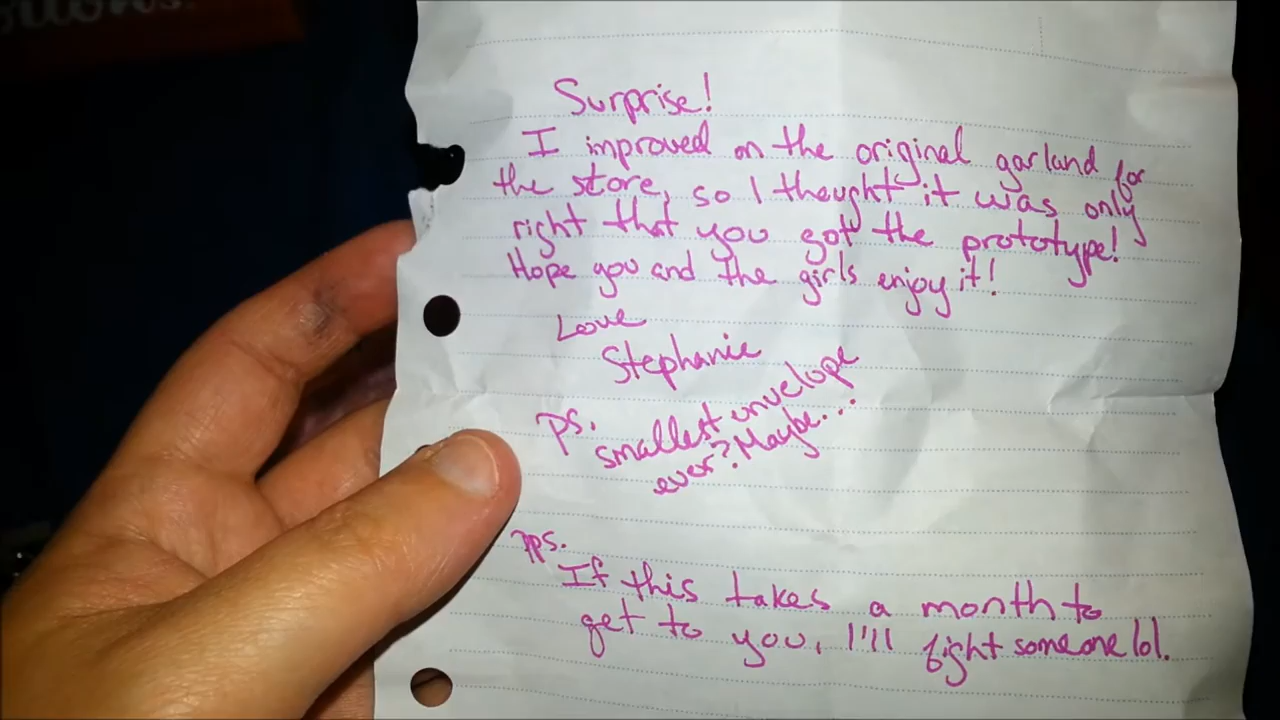 Surprise!
I improved on the original garland for
the store, so I thought it was only
right that you got the prototype!
Hope you and the girls enjoy it!
Love
Stephanie
ps.
smallest envelope
ever? Maybe...
pps.
If this takes a month to
get to you, I'll fight someone lol.